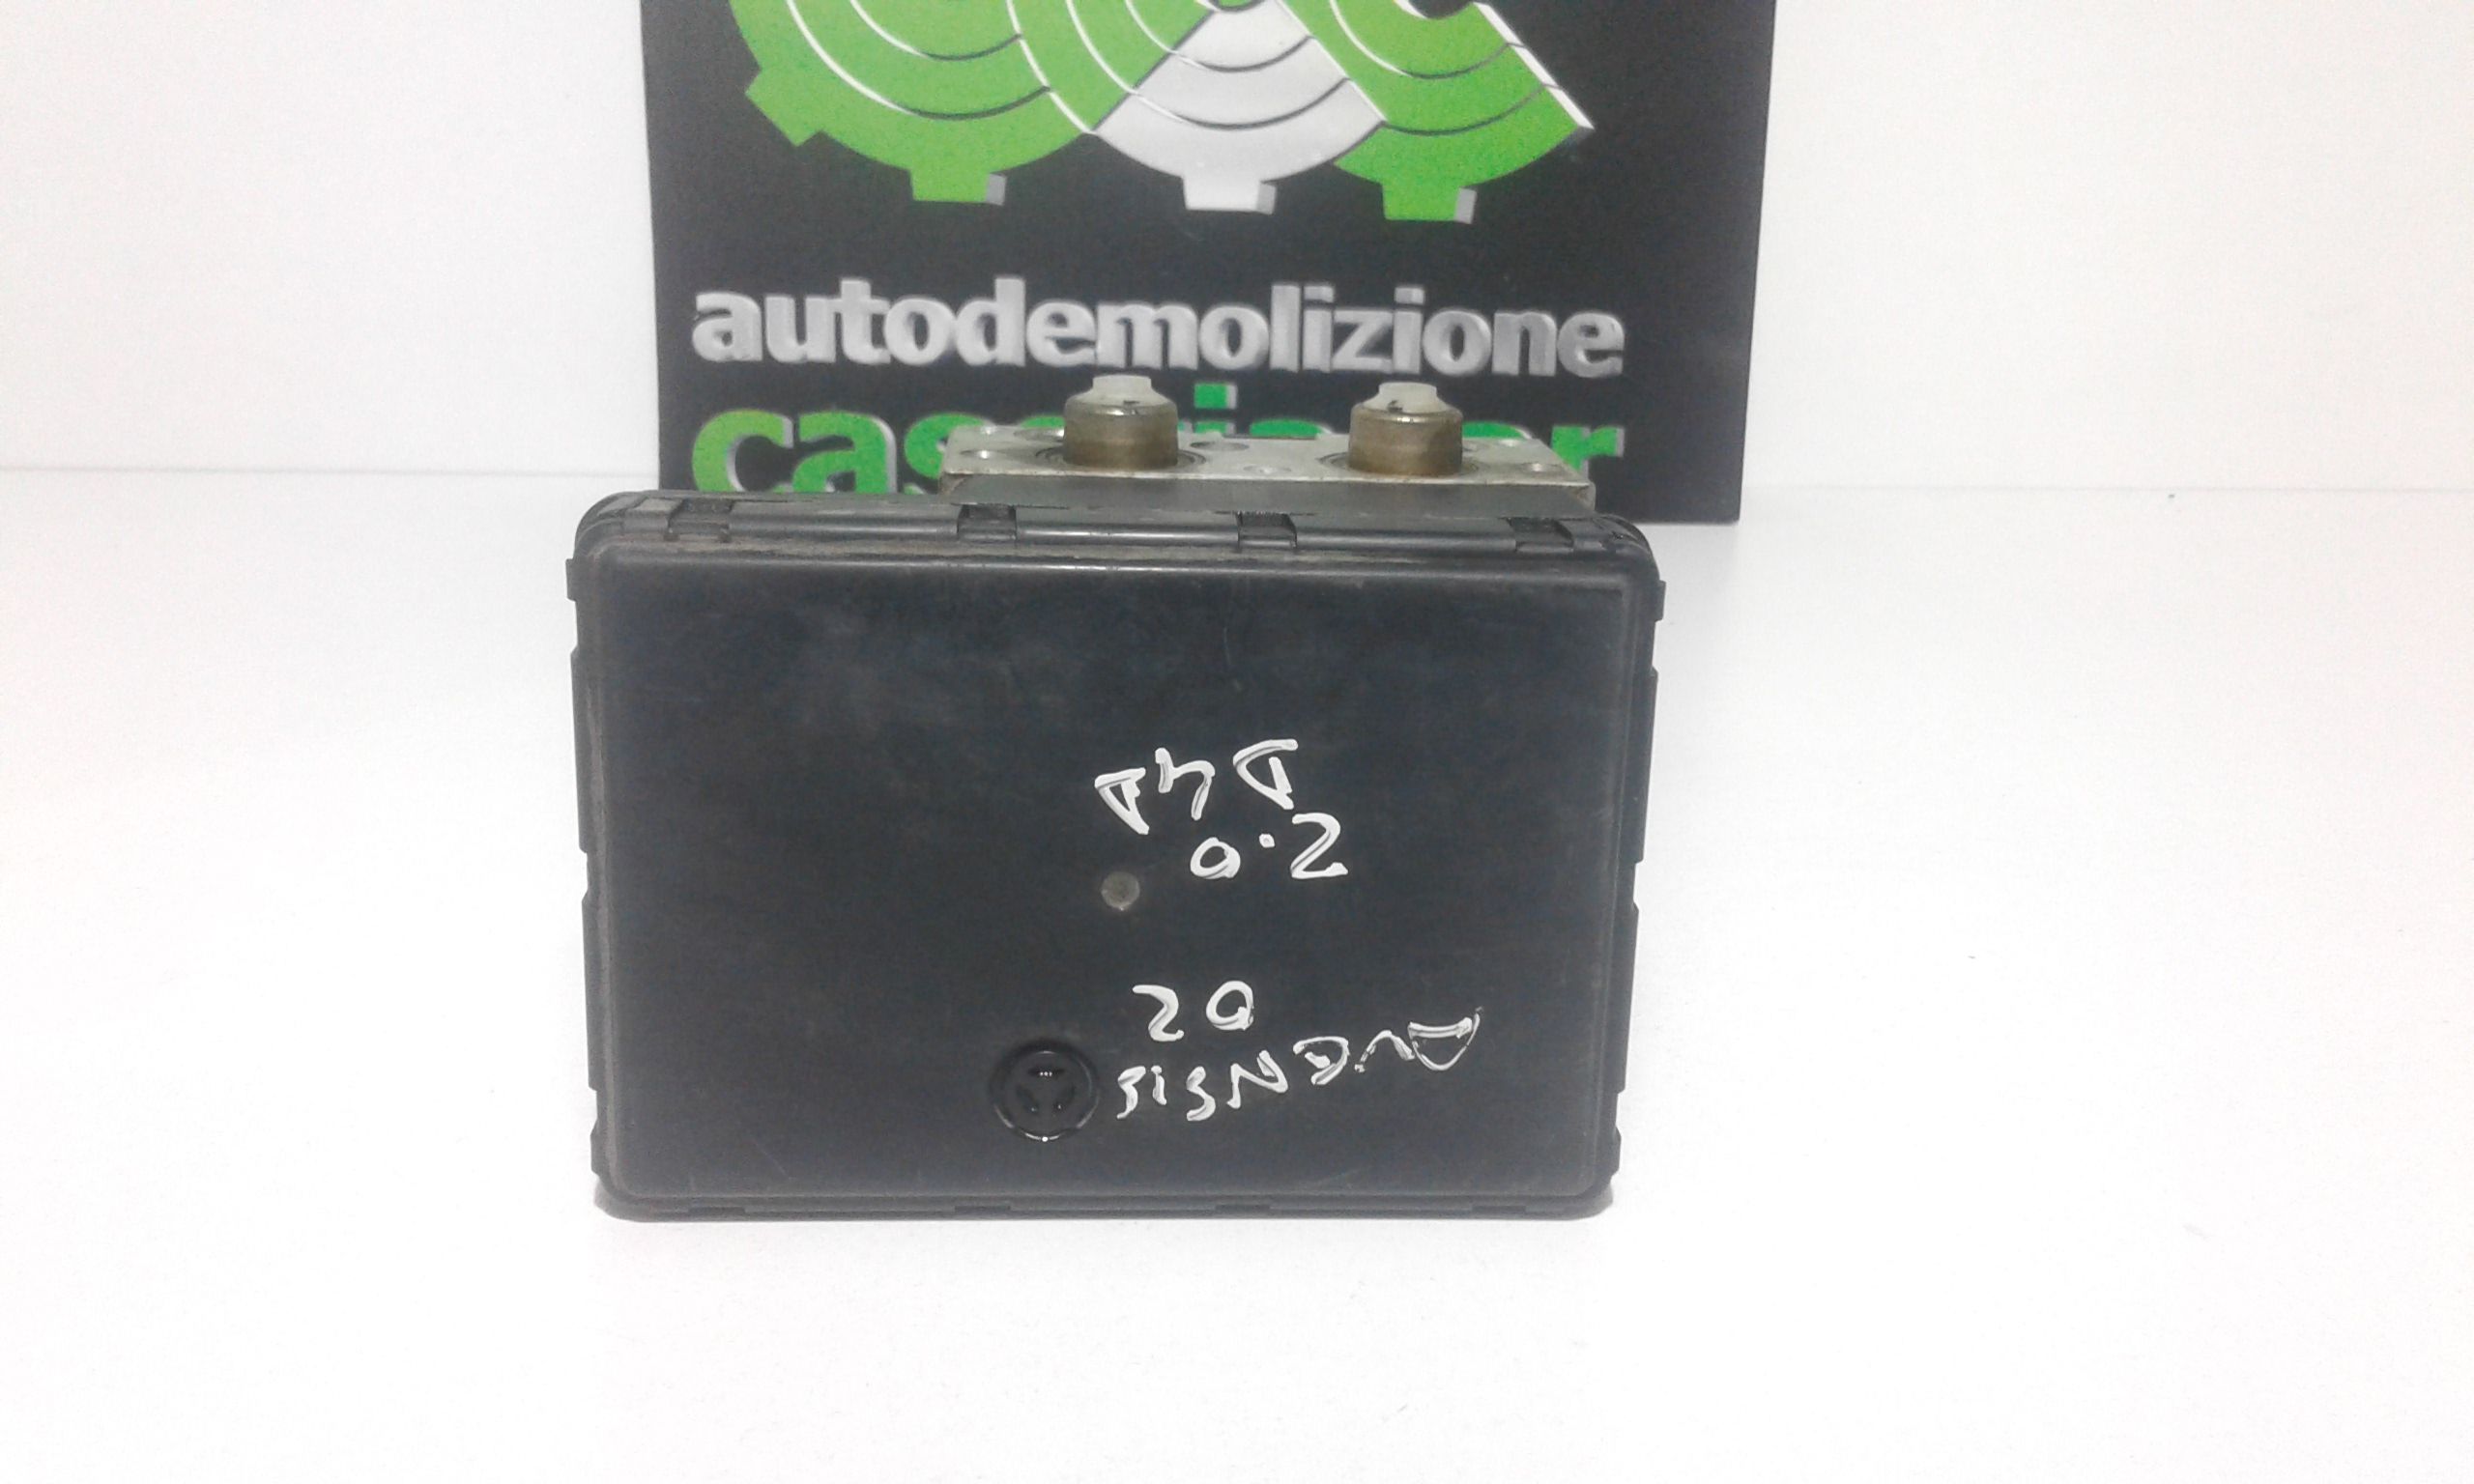 autodemolizione
AVENSIS
02
2.0
D4D